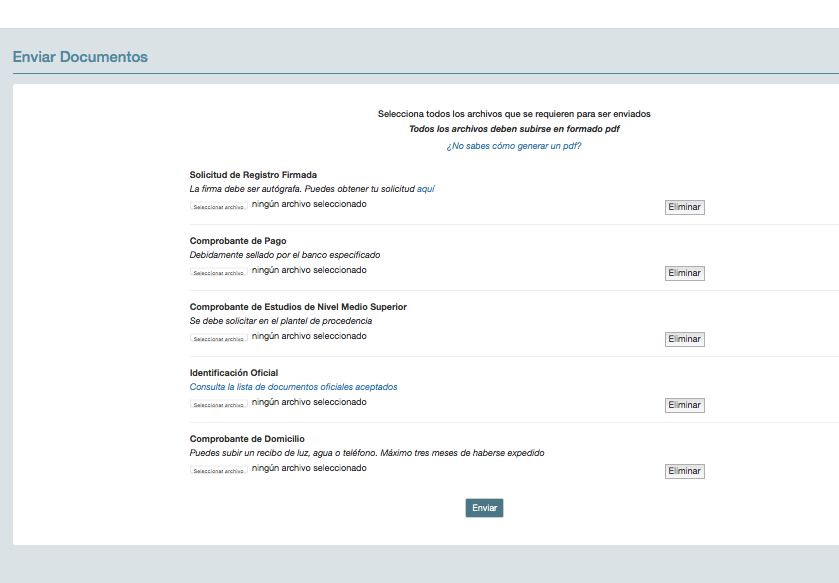 Enviar Documentos
Selecciona todos los archivos que se requieren para ser enviados
Todos los archivos deben subirse en formado pdf
¿No sabes cómo generar un pdf?
Solicitud de Registro Firmada
La firma debe ser autógrafa. Puedes obtener tu solicitud aquí
Seleccionar archivo ningún archivo seleccionado Eliminar
Comprobante de Pago
Debidamente sellado por el banco especificado
Seleccionar archivo ningún archivo seleccionado Eliminar
Comprobante de Estudios de Nivel Medio Superior
Se debe solicitar en el plantel de procedencia
Seleccionar archivo ningún archivo seleccionado Eliminar
Identificación Oficial
Consulta la lista de documentos oficiales aceptados
Seleccionar archivo ningún archivo seleccionado Eliminar
Comprobante de Domicilio
Puedes subir un recibo de luz, agua o teléfono. Máximo tres meses de haberse expedido
Seleccionar archivo ningún archivo seleccionado Eliminar
Enviar